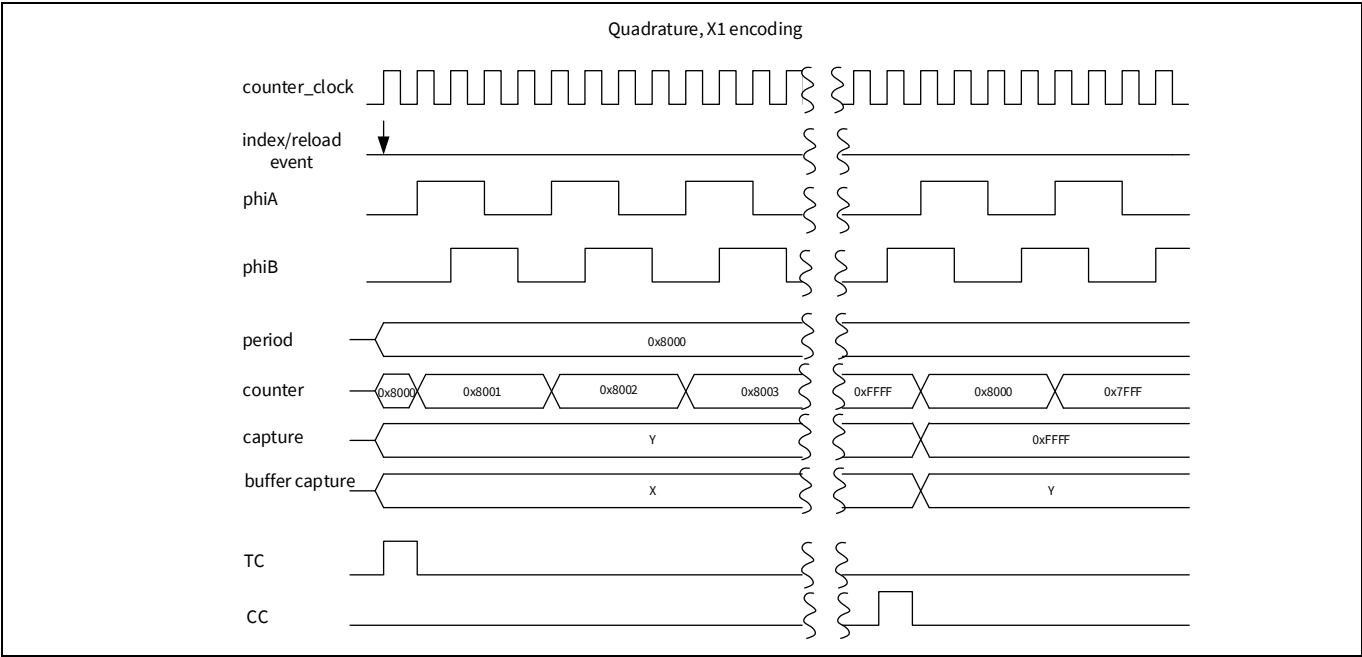 Quadrature, X1 encoding
counter_clock
index/reload
event
phiA
phiB
period
0x8000
counter
0x8000
0x8001
0x8002
0x8003
0xFFFF
0x8000
0x7FFF
capture
Y
0xFFFF
buffer capture
X
Y
TC
CC